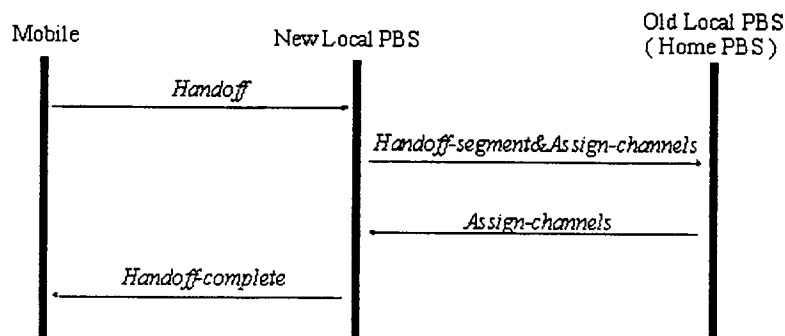 Mobile
New Local PBS
Old Local PBS
( Home PBS )
Handoff
Handoff-segment&Assign-channels
Assign-channels
Handoff-complete